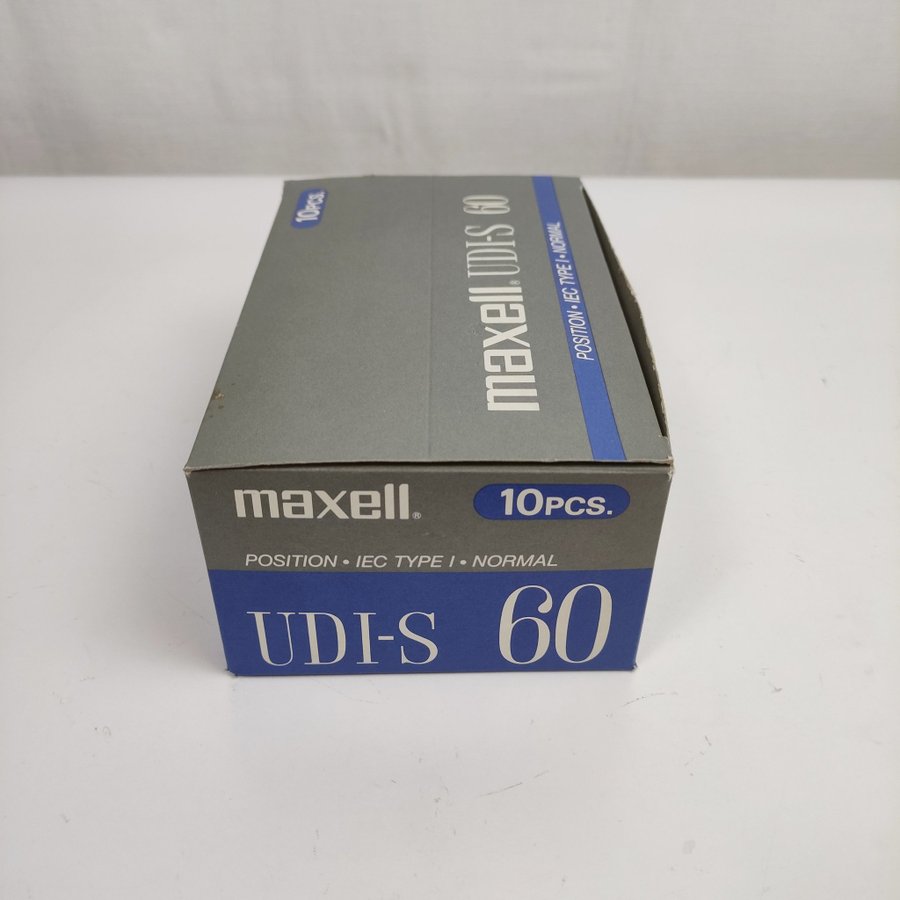 10PCS.
maxell® UDI-S 60
POSITION • IEC TYPE I • NORMAL
maxell®
10PCS.
POSITION • IEC TYPE I • NORMAL
UDI-S 60